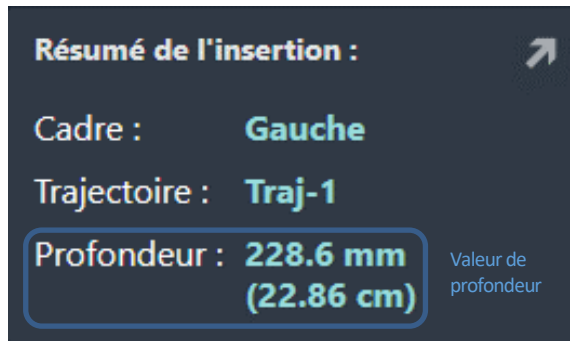 Résumé de l'insertion :
Cadre : Gauche
Trajectoire : Traj-1
Profondeur : 228.6 mm
(22.86 cm)
Valeur de
profondeur